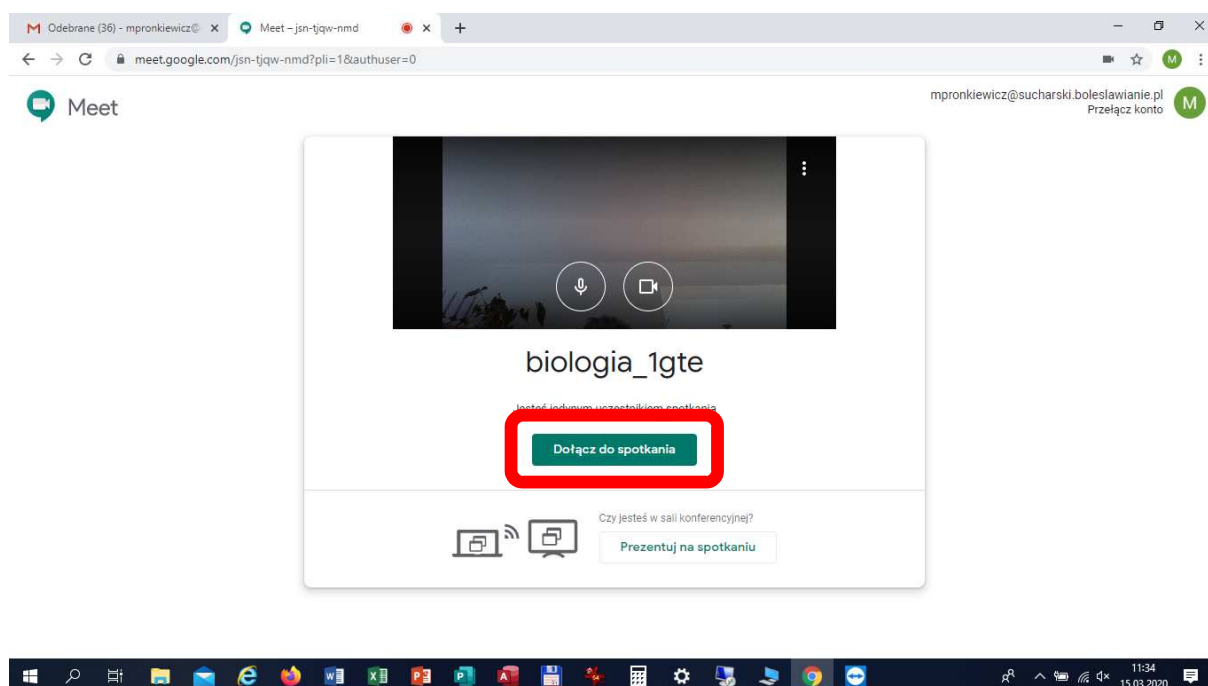 Odebrane (36) - mpronkiewicz@
Meet – jsn-tjqw-nmd
meet.google.com/jsn-tjqw-nmd?pli=1&authuser=0
M
Meet
mpronkiewicz@sucharski.boleslawianie.pl
Przełącz konto
M
biologia_1gte
Jesteś jedynym uczestnikiem spotkania
Dołącz do spotkania
Czy jesteś w sali konferencyjnej?
Prezentuj na spotkaniu
11:34
15.03.2020